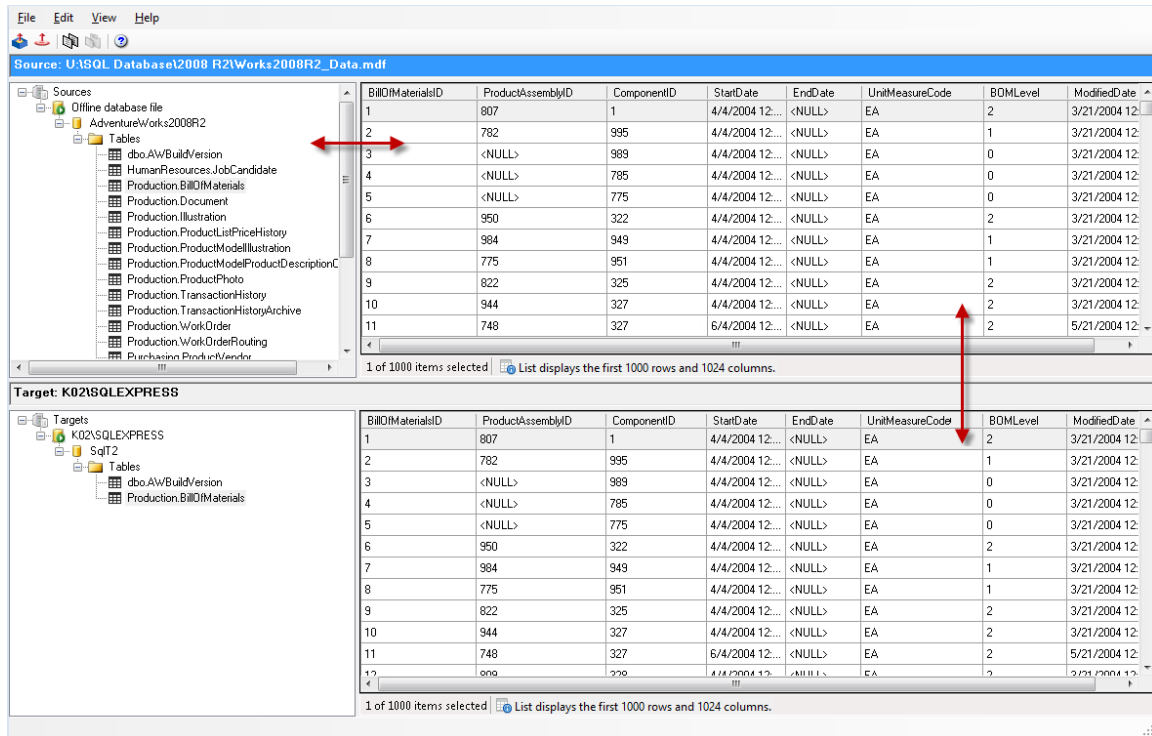 File Edit View Help
Source: U:\SQL Database\2008 R2\Works2008R2_Data.mdf
Sources
Offline database file
AdventureWorks2008R2
Tables
dbo.AWBuildVersion
HumanResources.JobCandidate
Production.BillOfMaterials
Production.Document
Production.Illustration
Production.ProductListPriceHistory
Production.ProductModelIllustration
Production.ProductModelProductDescriptionC
Production.ProductPhoto
Production.TransactionHistory
Production.TransactionHistoryArchive
Production.WorkOrder
Production.WorkOrderRouting
Purchasing.ProductVendor
BillOfMaterialsID ProductAssemblyID ComponentID StartDate EndDate UnitMeasureCode BOMLevel ModifiedDate
1 807 1 4/4/2004 12:... <NULL> EA 2 3/21/2004 12:
2 782 995 4/4/2004 12:... <NULL> EA 1 3/21/2004 12:
3 <NULL> 989 4/4/2004 12:... <NULL> EA 0 3/21/2004 12:
4 <NULL> 785 4/4/2004 12:... <NULL> EA 0 3/21/2004 12:
5 <NULL> 775 4/4/2004 12:... <NULL> EA 0 3/21/2004 12:
6 950 322 4/4/2004 12:... <NULL> EA 2 3/21/2004 12:
7 984 949 4/4/2004 12:... <NULL> EA 1 3/21/2004 12:
8 775 951 4/4/2004 12:... <NULL> EA 1 3/21/2004 12:
9 822 325 4/4/2004 12:... <NULL> EA 2 3/21/2004 12:
10 944 327 4/4/2004 12:... <NULL> EA 2 3/21/2004 12:
11 748 327 6/4/2004 12:... <NULL> EA 2 5/21/2004 12:
1 of 1000 items selected List displays the first 1000 rows and 1024 columns.
Target: K02\SQLEXPRESS
Targets
K02\SQLEXPRESS
SqlT2
Tables
dbo.AWBuildVersion
Production.BillOfMaterials
BillOfMaterialsID ProductAssemblyID ComponentID StartDate EndDate UnitMeasureCode BOMLevel ModifiedDate
1 807 1 4/4/2004 12:... <NULL> EA 2 3/21/2004 12:
2 782 995 4/4/2004 12:... <NULL> EA 1 3/21/2004 12:
3 <NULL> 989 4/4/2004 12:... <NULL> EA 0 3/21/2004 12:
4 <NULL> 785 4/4/2004 12:... <NULL> EA 0 3/21/2004 12:
5 <NULL> 775 4/4/2004 12:... <NULL> EA 0 3/21/2004 12:
6 950 322 4/4/2004 12:... <NULL> EA 2 3/21/2004 12:
7 984 949 4/4/2004 12:... <NULL> EA 1 3/21/2004 12:
8 775 951 4/4/2004 12:... <NULL> EA 1 3/21/2004 12:
9 822 325 4/4/2004 12:... <NULL> EA 2 3/21/2004 12:
10 944 327 4/4/2004 12:... <NULL> EA 2 3/21/2004 12:
11 748 327 6/4/2004 12:... <NULL> EA 2 5/21/2004 12:
12 4/4/2004 12:... <NULL> EA 2 3/21/2004 12:
1 of 1000 items selected List displays the first 1000 rows and 1024 columns.